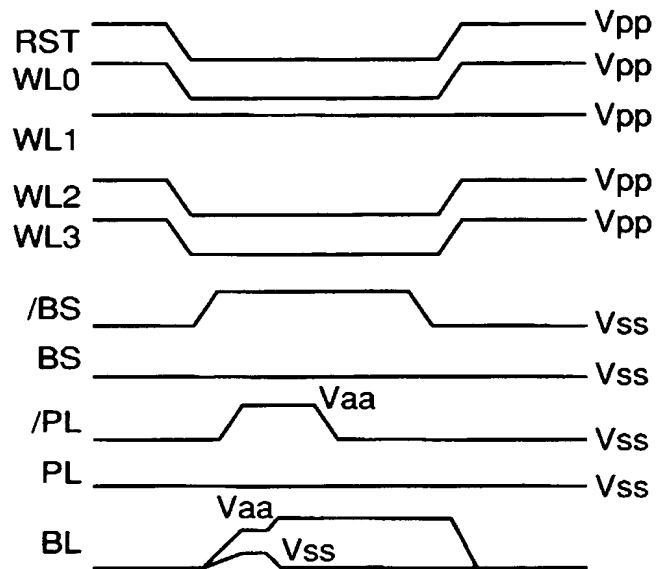 RST Vpp
WL0 Vpp
WL1 Vpp
WL2 Vpp
WL3 Vpp
/BS Vss
BS Vss
/PL Vaa Vss
PL Vss
BL Vaa Vss